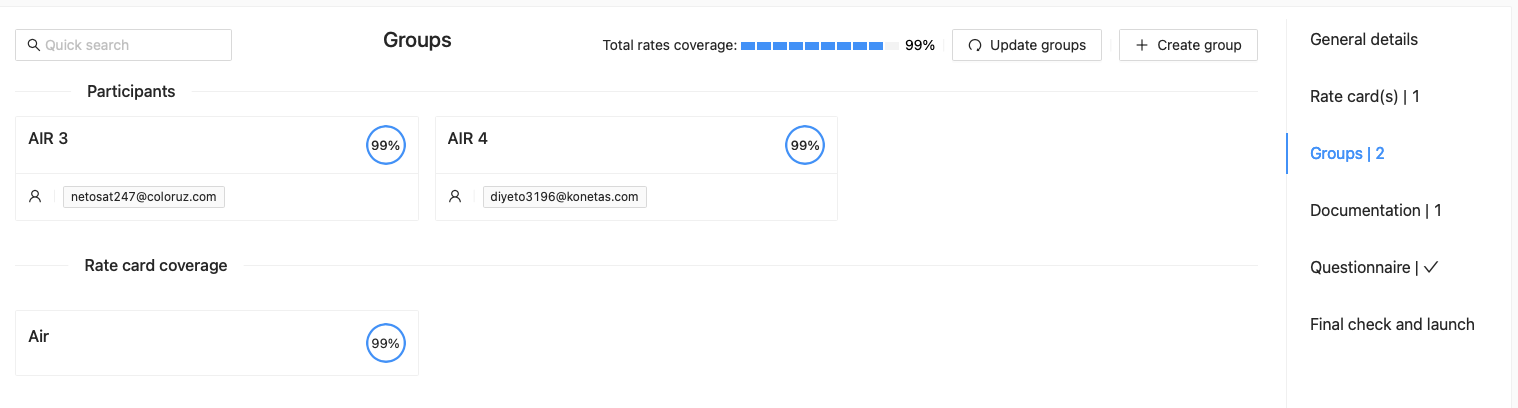 Quick search
Groups
Total rates coverage: 99%
Update groups
Create group
Participants
AIR 3
99%
netosat247@coloruz.com
AIR 4
99%
diyeto3196@konetas.com
Rate card coverage
Air
99%
General details
Rate card(s) | 1
Groups | 2
Documentation | 1
Questionnaire | ✓
Final check and launch